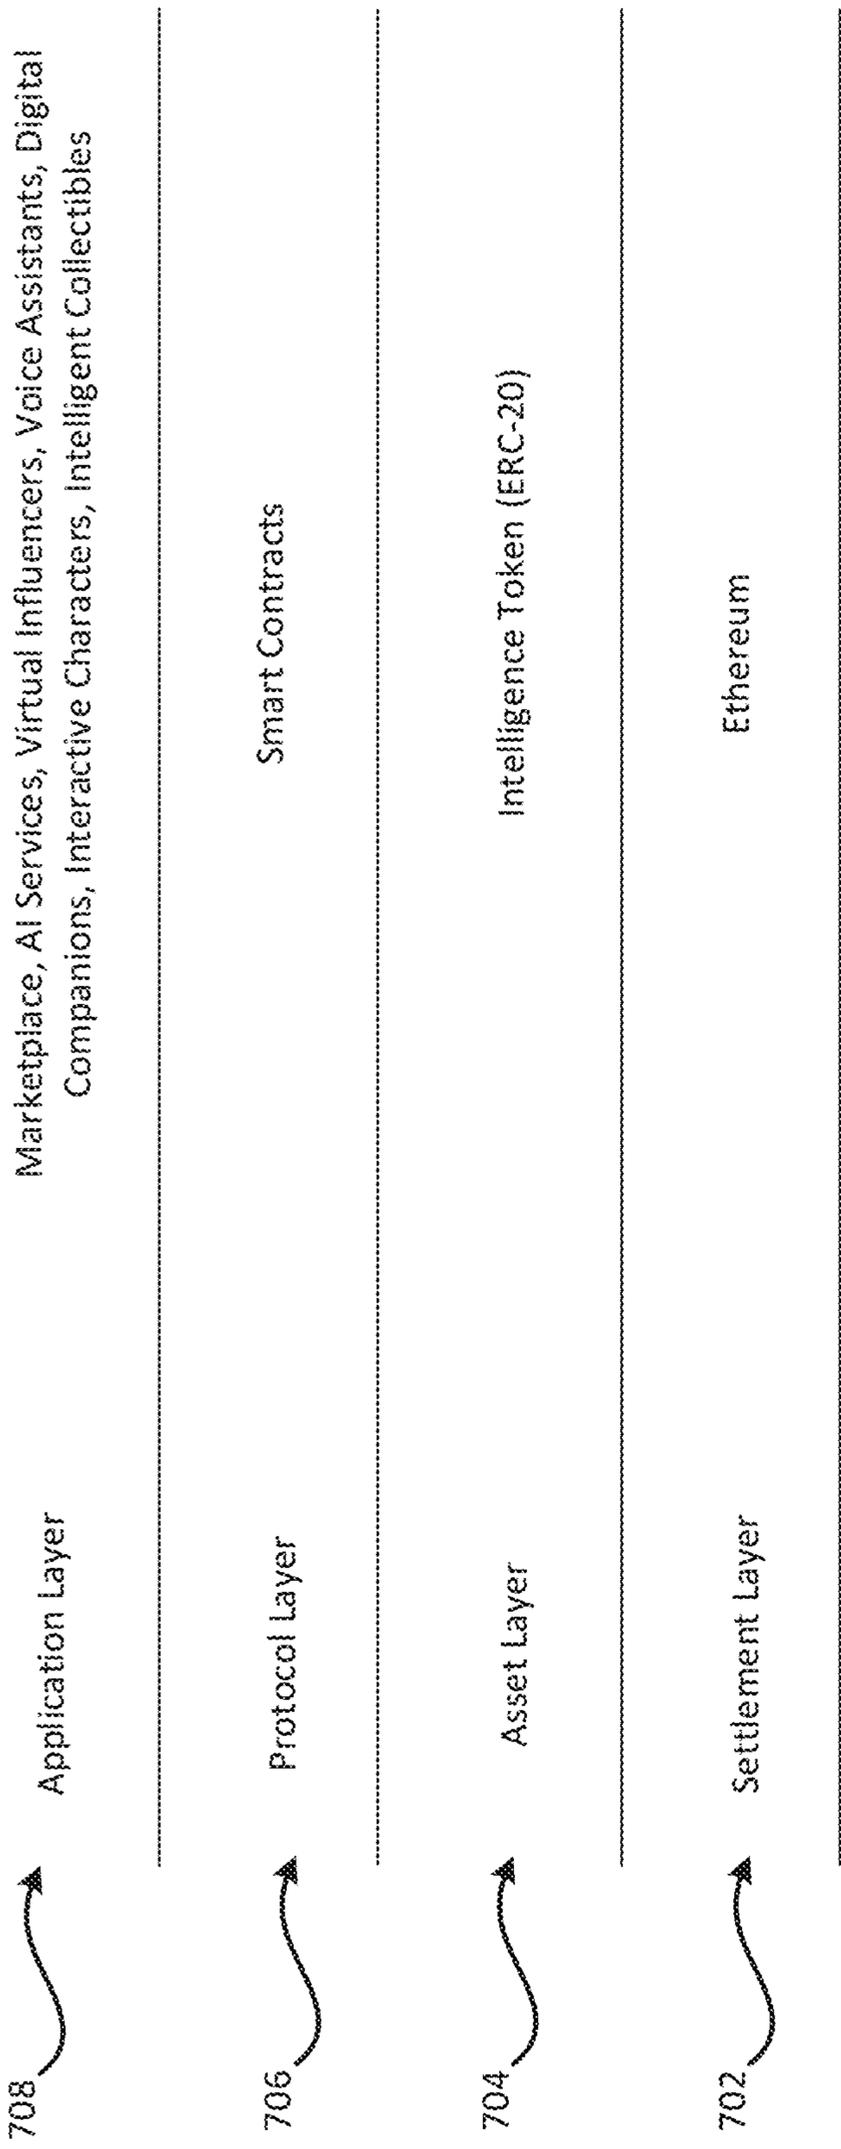 708
Application Layer
Marketplace, AI Services, Virtual Influencers, Voice Assistants, Digital
Companions, Interactive Characters, Intelligent Collectibles
706
Protocol Layer
Smart Contracts
704
Asset Layer
Intelligence Token (ERC-20)
702
Settlement Layer
Ethereum